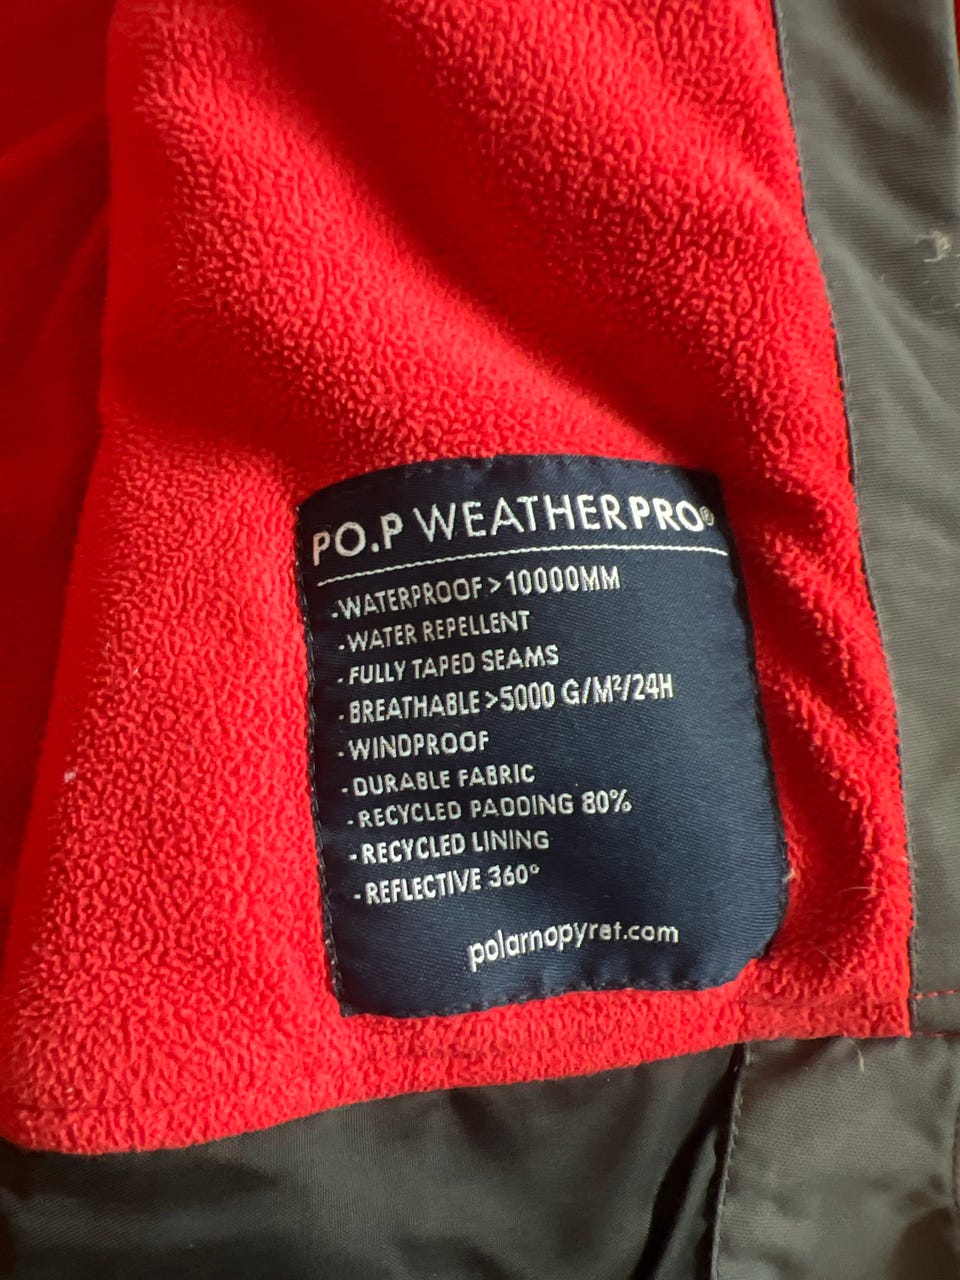 PO.P WEATHERPRO®
-WATERPROOF >10000MM
-WATER REPELLENT
-FULLY TAPED SEAMS
-BREATHABLE >5000 G/M²/24H
-WINDPROOF
-DURABLE FABRIC
-RECYCLED PADDING 80%
-RECYCLED LINING
-REFLECTIVE 360°
polarnopyret.com